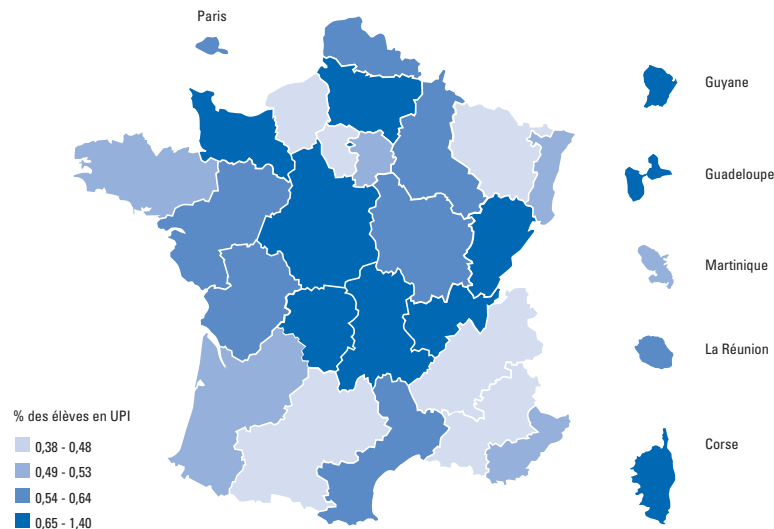 Paris
Guyane
Guadeloupe
Martinique
La Réunion
Corse
% des élèves en UPI
0,38 - 0,48
0,49 - 0,53
0,54 - 0,64
0,65 - 1,40